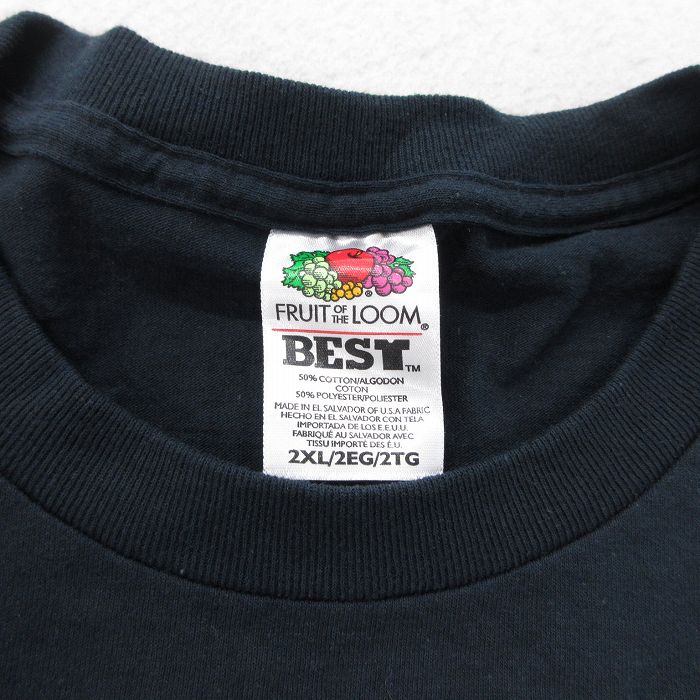 FRUIT OF THE LOOM®
BEST™
50% COTTON/ALGODON
COTON
50% POLYESTER/POLIESTER
MADE IN EL SALVADOR OF U.S.A FABRIC
HECHO EN EL SALVADOR CON TELA
IMPORTADA DE LOS E.E.U.U.
FABRIQUÉ AU SALVADOR AVEC
TISSU IMPORTÉ DES É.U.
2XL/2EG/2TG